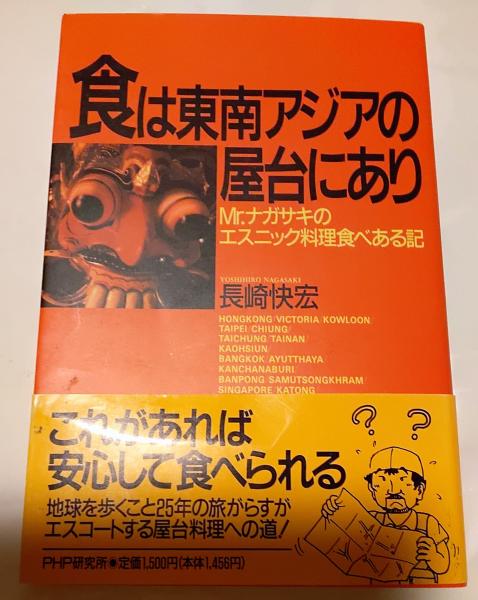 食は東南アジアの
屋台にあり
Mr.ナガサキの
エスニック料理食べある記
YOSHIHIRO NAGASAKI
長崎快宏
HONGKONG/VICTORIA/KOWLOON/
TAIPEI/CHIUNG/
TAICHUNG/TAINAN/
KAOHSIUN/
BANGKOK/AYUTTHAYA/
KANCHANABURI/
BANPONG/SAMUTSONGKHRAM/
SINGAPORE/KATONG
これがあれば
安心して食べられる
地球を歩くこと25年の旅がらすが
エスコートする屋台料理への道!
? ?
PHP研究所●定価1,500円(本体1,456円)